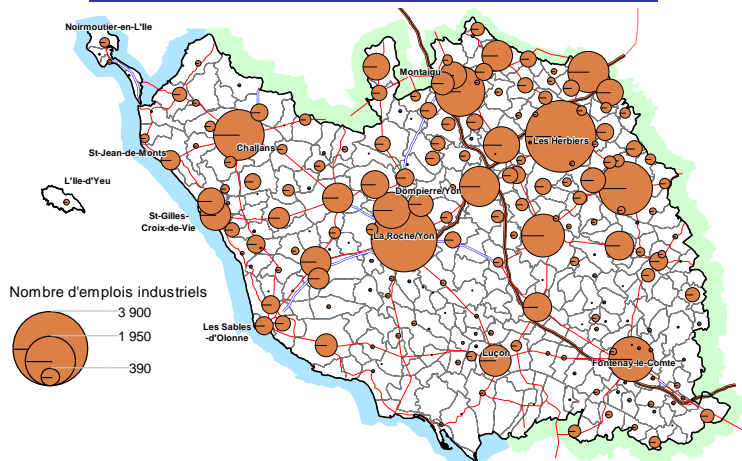 Noirmoutier-en-L'Ile
Montaigu
Les Herbiers
Challans
St-Jean-de-Monts
L'Ile-d'Yeu
Dompierre/Yon
St-Gilles-
Croix-de-Vie
La Roche/Yon
Nombre d'emplois industriels
3 900
1 950
390
Les Sables
-d'Olonne
Luçon
Fontenay-le-Comte